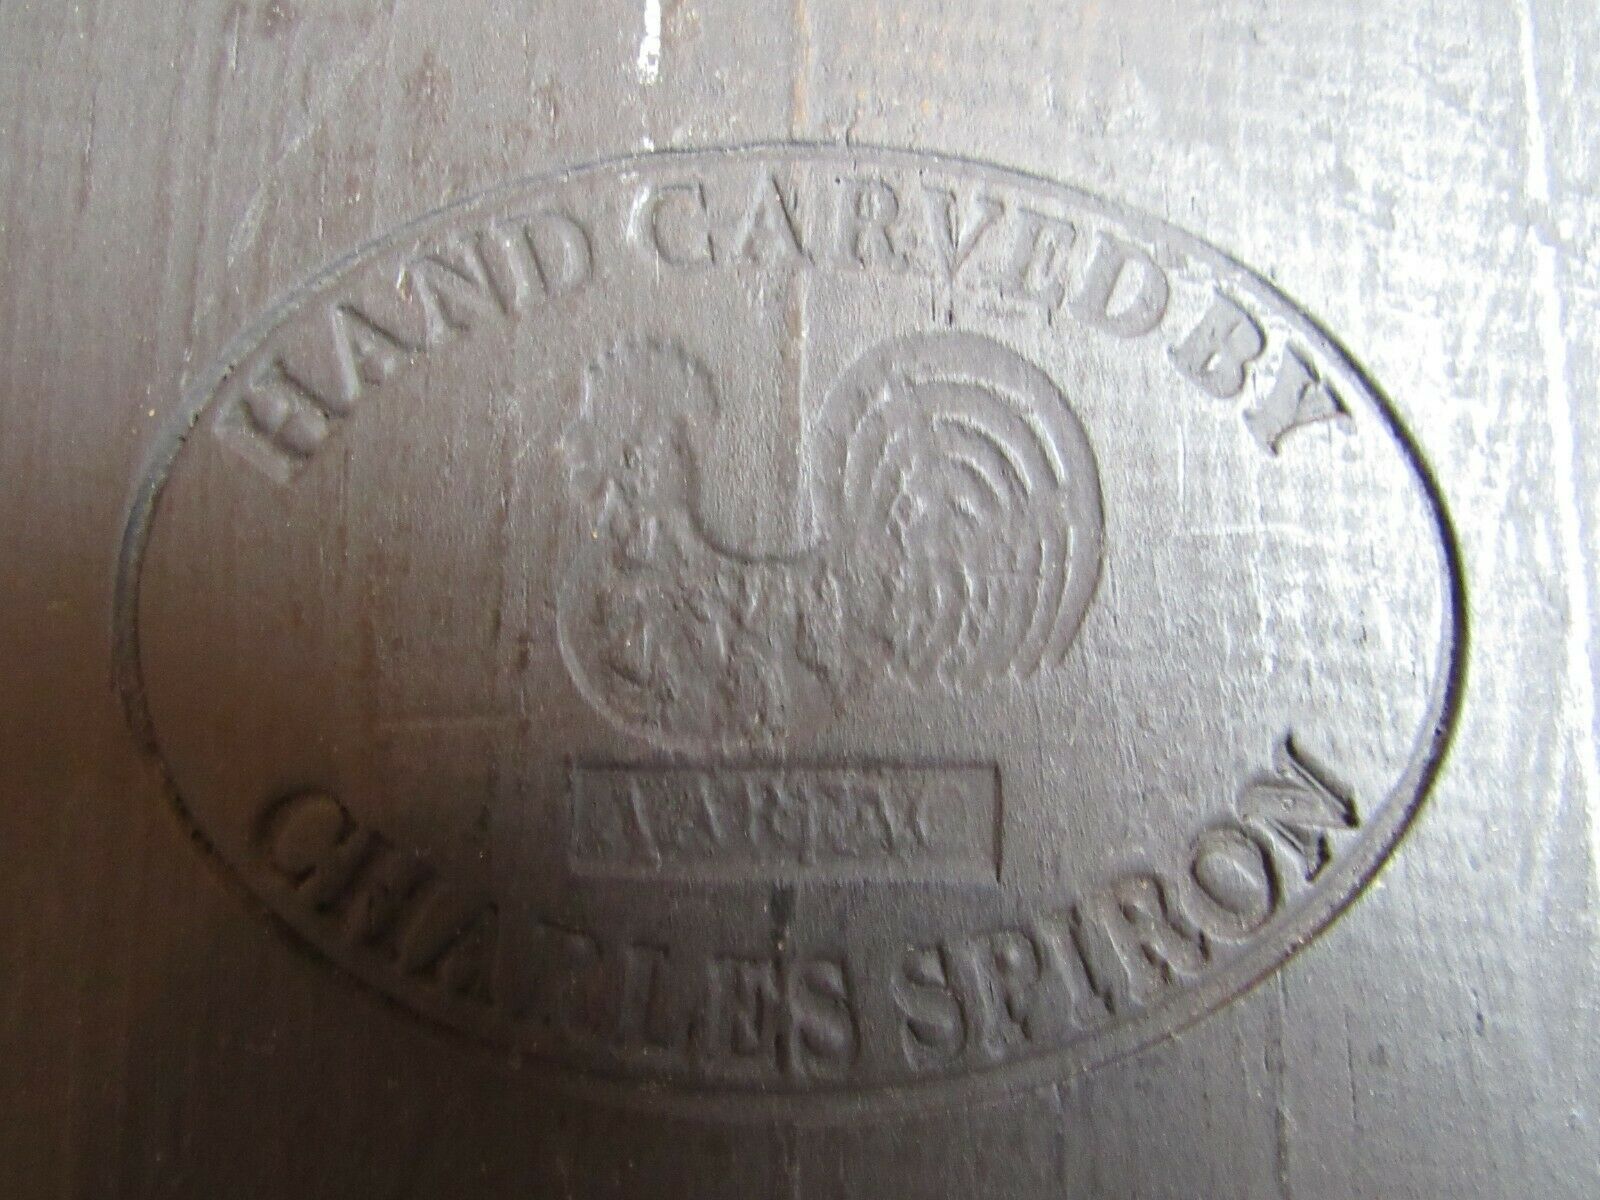 HAND CARVED BY
CHARLES SPIRON